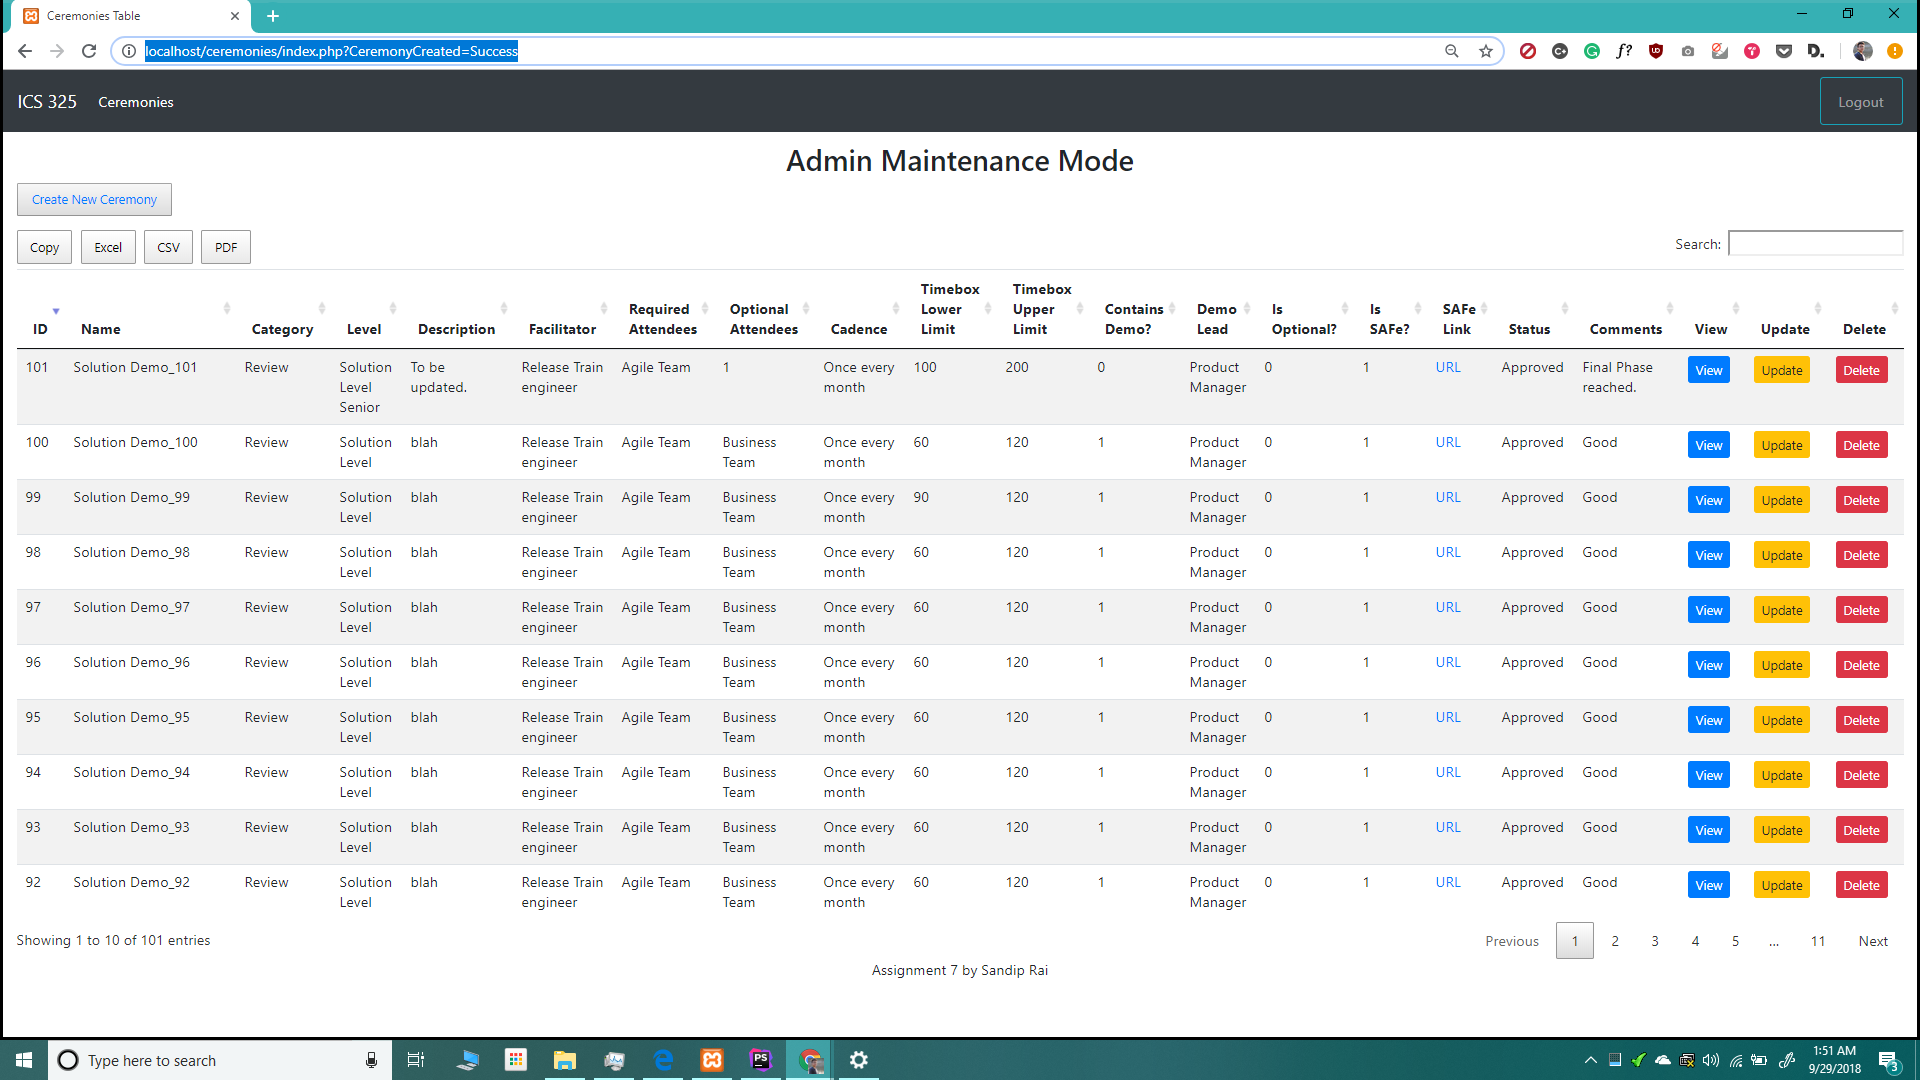 Ceremonies Table
localhost/ceremonies/index.php?CeremonyCreated=Success
ICS 325 Ceremonies Logout
Admin Maintenance Mode
Create New Ceremony
Copy Excel CSV PDF Search:
ID Name Category Level Description Facilitator Required Attendees Optional Attendees Cadence Timebox Lower Limit Timebox Upper Limit Contains Demo? Demo Lead Is Optional? Is SAFe? SAFe Link Status Comments View Update Delete
101 Solution Demo_101 Review Solution Level Senior To be updated. Release Train engineer Agile Team 1 Once every month 100 200 0 Product Manager 0 1 URL Approved Final Phase reached. View Update Delete
100 Solution Demo_100 Review Solution Level blah Release Train engineer Agile Team Business Team Once every month 60 120 1 Product Manager 0 1 URL Approved Good View Update Delete
99 Solution Demo_99 Review Solution Level blah Release Train engineer Agile Team Business Team Once every month 90 120 1 Product Manager 0 1 URL Approved Good View Update Delete
98 Solution Demo_98 Review Solution Level blah Release Train engineer Agile Team Business Team Once every month 60 120 1 Product Manager 0 1 URL Approved Good View Update Delete
97 Solution Demo_97 Review Solution Level blah Release Train engineer Agile Team Business Team Once every month 60 120 1 Product Manager 0 1 URL Approved Good View Update Delete
96 Solution Demo_96 Review Solution Level blah Release Train engineer Agile Team Business Team Once every month 60 120 1 Product Manager 0 1 URL Approved Good View Update Delete
95 Solution Demo_95 Review Solution Level blah Release Train engineer Agile Team Business Team Once every month 60 120 1 Product Manager 0 1 URL Approved Good View Update Delete
94 Solution Demo_94 Review Solution Level blah Release Train engineer Agile Team Business Team Once every month 60 120 1 Product Manager 0 1 URL Approved Good View Update Delete
93 Solution Demo_93 Review Solution Level blah Release Train engineer Agile Team Business Team Once every month 60 120 1 Product Manager 0 1 URL Approved Good View Update Delete
92 Solution Demo_92 Review Solution Level blah Release Train engineer Agile Team Business Team Once every month 60 120 1 Product Manager 0 1 URL Approved Good View Update Delete
Showing 1 to 10 of 101 entries Previous 1 2 3 4 5 ... 11 Next
Assignment 7 by Sandip Rai
Type here to search PS 1:51 AM
9/29/2018 3